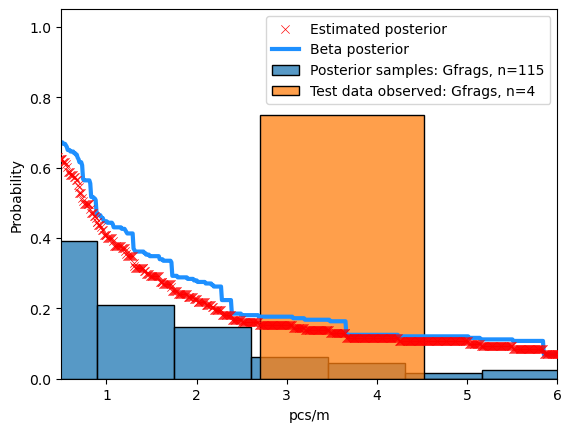 Estimated posterior
Beta posterior
Posterior samples: Gfrags, n=115
Test data observed: Gfrags, n=4
Probability
1.0
0.8
0.6
0.4
0.2
0.0
1 2 3 4 5 6
pcs/m